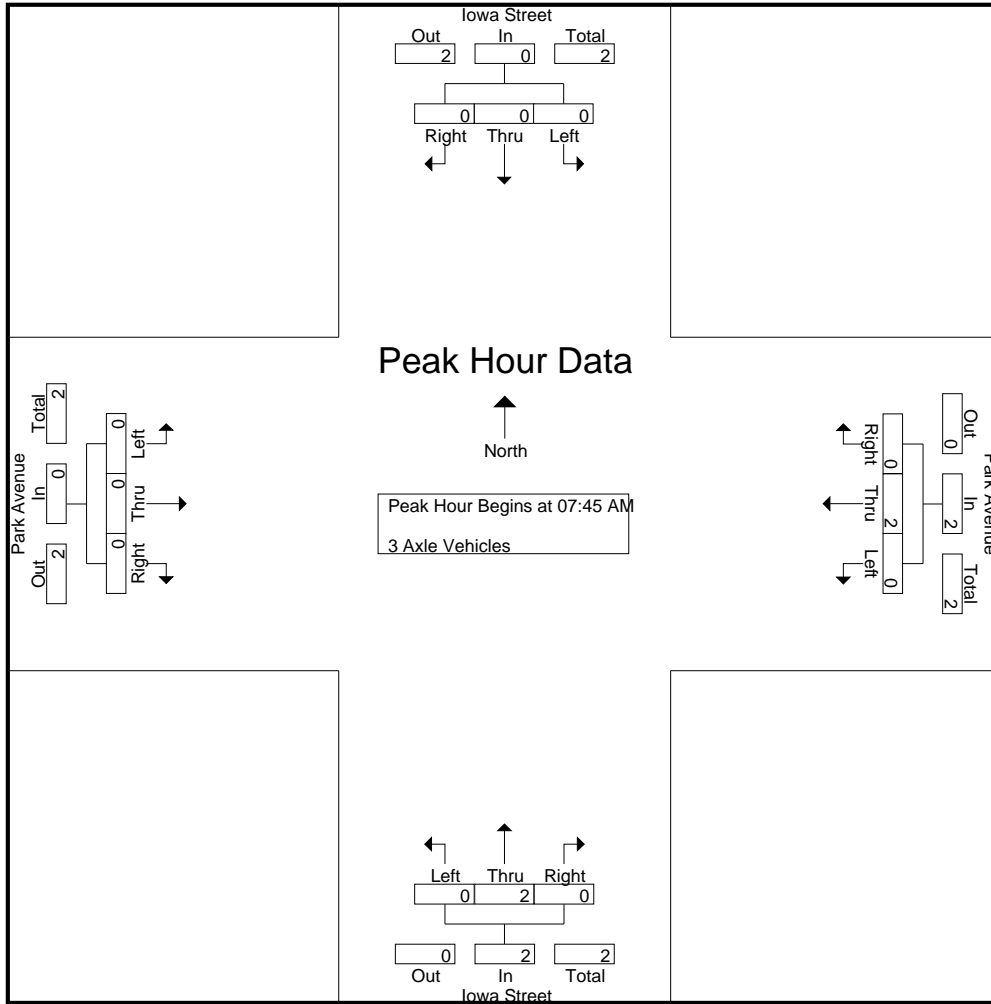 Iowa Street
Out In Total
2 0 2
0 0 0
Right Thru Left
Peak Hour Data
North
Peak Hour Begins at 07:45 AM
3 Axle Vehicles
Park Avenue
Total In Out
2 0 2
0 0 0
Left Thru Right
Park Avenue
Out In Total
0 2 2
0 2 0
Right Thru Left
Left Thru Right
0 2 0
0 2 2
Out In Total
Iowa Street